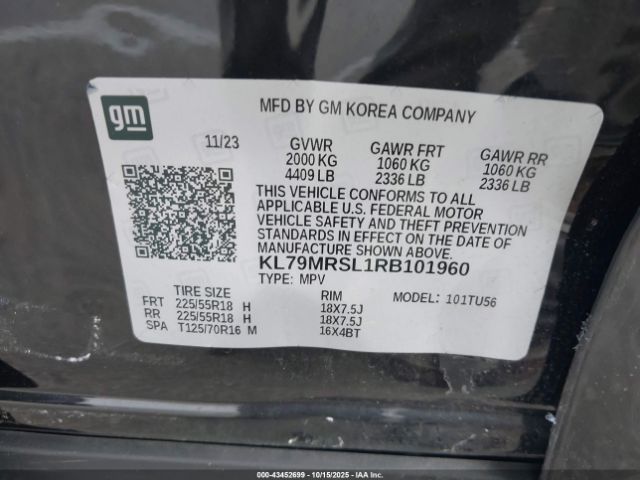 gm
MFD BY GM KOREA COMPANY
11/23 GVWR GAWR FRT GAWR RR
2000 KG 1060 KG 1060 KG
4409 LB 2336 LB 2336 LB
THIS VEHICLE CONFORMS TO ALL
APPLICABLE U.S. FEDERAL MOTOR
VEHICLE SAFETY AND THEFT PREVENTION
STANDARDS IN EFFECT ON THE DATE OF
MANUFACTURE SHOWN ABOVE.
KL79MRSL1RB101960
TYPE: MPV MODEL: 101TU56
TIRE SIZE RIM
FRT 225/55R18 H 18X7.5J
RR 225/55R18 H 18X7.5J
SPA T125/70R16 M 16X4BT
00-43452699 | 10/15/2025 | IAA Inc. | copart